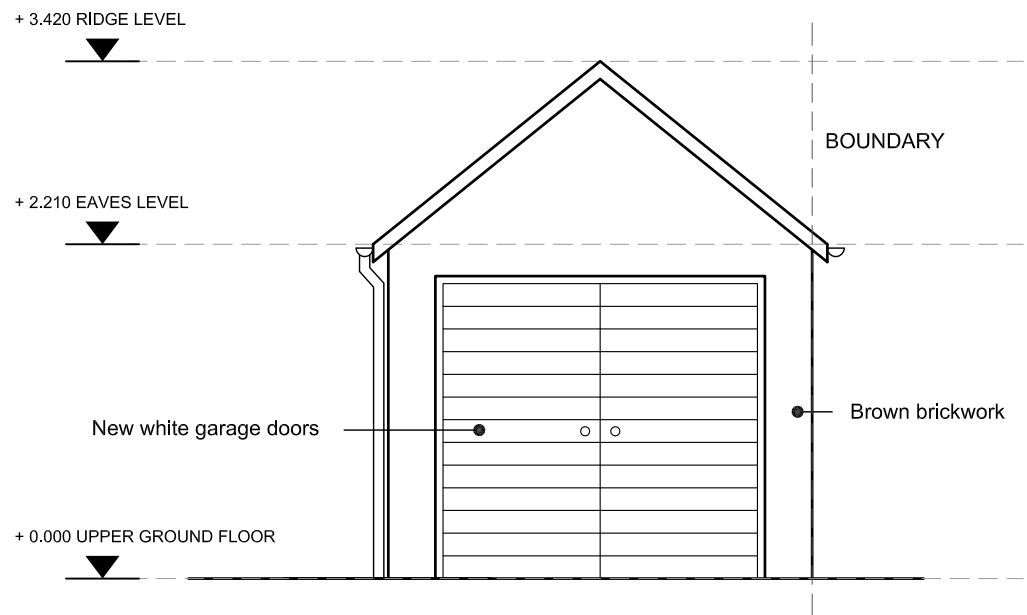 + 3.420 RIDGE LEVEL
BOUNDARY
+ 2.210 EAVES LEVEL
Brown brickwork
New white garage doors
+ 0.000 UPPER GROUND FLOOR